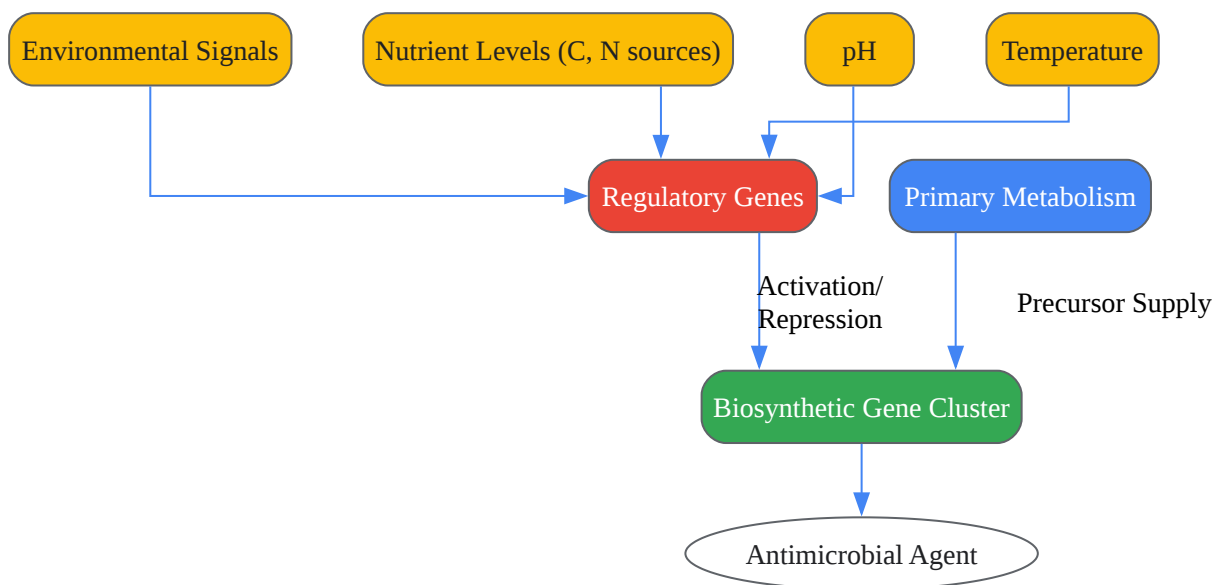 Environmental Signals
Nutrient Levels (C, N sources)
pH
Temperature
Regulatory Genes
Primary Metabolism
Activation/
Repression
Precursor Supply
Biosynthetic Gene Cluster
Antimicrobial Agent